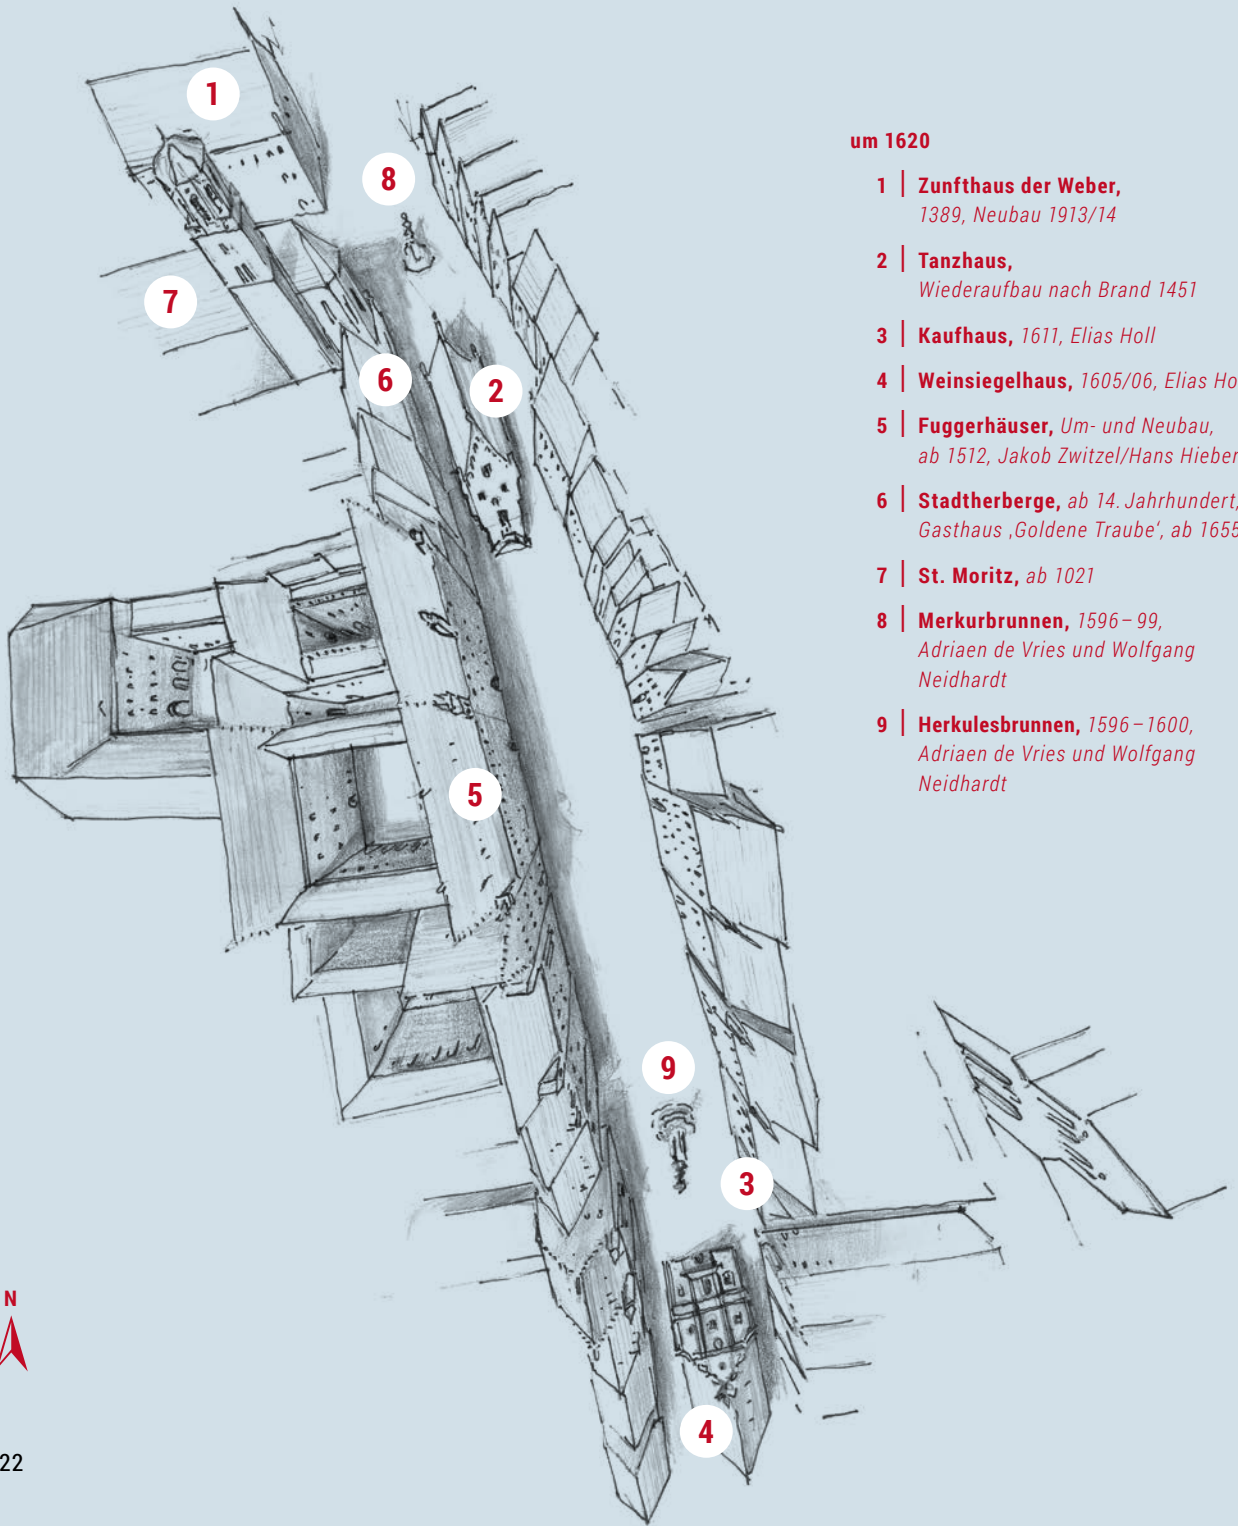 um 1620
1 | Zunfthaus der Weber,
1389, Neubau 1913/14
2 | Tanzhaus,
Wiederaufbau nach Brand 1451
3 | Kaufhaus, 1611, Elias Holl
4 | Weinsiegelhaus, 1605/06, Elias Ho
5 | Fuggerhäuser, Um- und Neubau,
ab 1512, Jakob Zwitzel/Hans Hieber
6 | Stadtherberge, ab 14. Jahrhundert,
Gasthaus ‚Goldene Traube‘, ab 1655
7 | St. Moritz, ab 1021
8 | Merkurbrunnen, 1596–99,
Adriaen de Vries und Wolfgang
Neidhardt
9 | Herkulesbrunnen, 1596–1600,
Adriaen de Vries und Wolfgang
Neidhardt
1
8
7
6
2
5
9
3
4
N
22